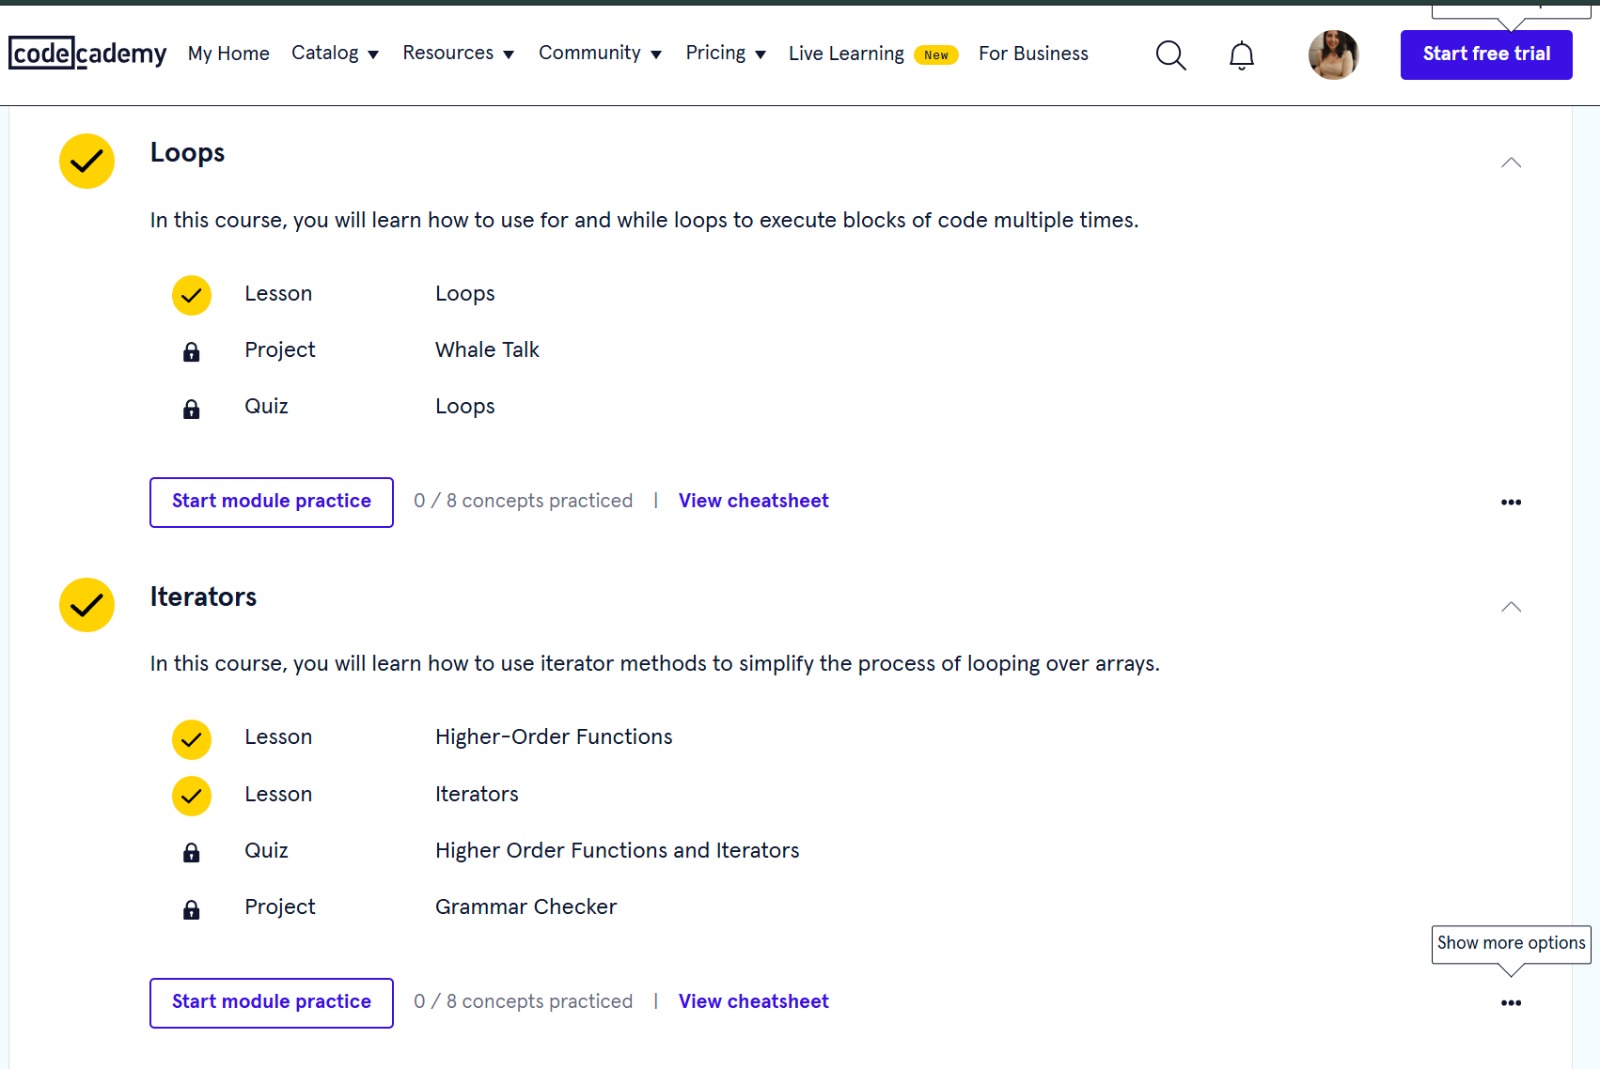 codecademy My Home Catalog Resources Community Pricing Live Learning New For Business Start free trial
Loops
In this course, you will learn how to use for and while loops to execute blocks of code multiple times.
Lesson Loops
Project Whale Talk
Quiz Loops
Start module practice 0 / 8 concepts practiced | View cheatsheet
Iterators
In this course, you will learn how to use iterator methods to simplify the process of looping over arrays.
Lesson Higher-Order Functions
Lesson Iterators
Quiz Higher Order Functions and Iterators
Project Grammar Checker
Show more options
Start module practice 0 / 8 concepts practiced | View cheatsheet